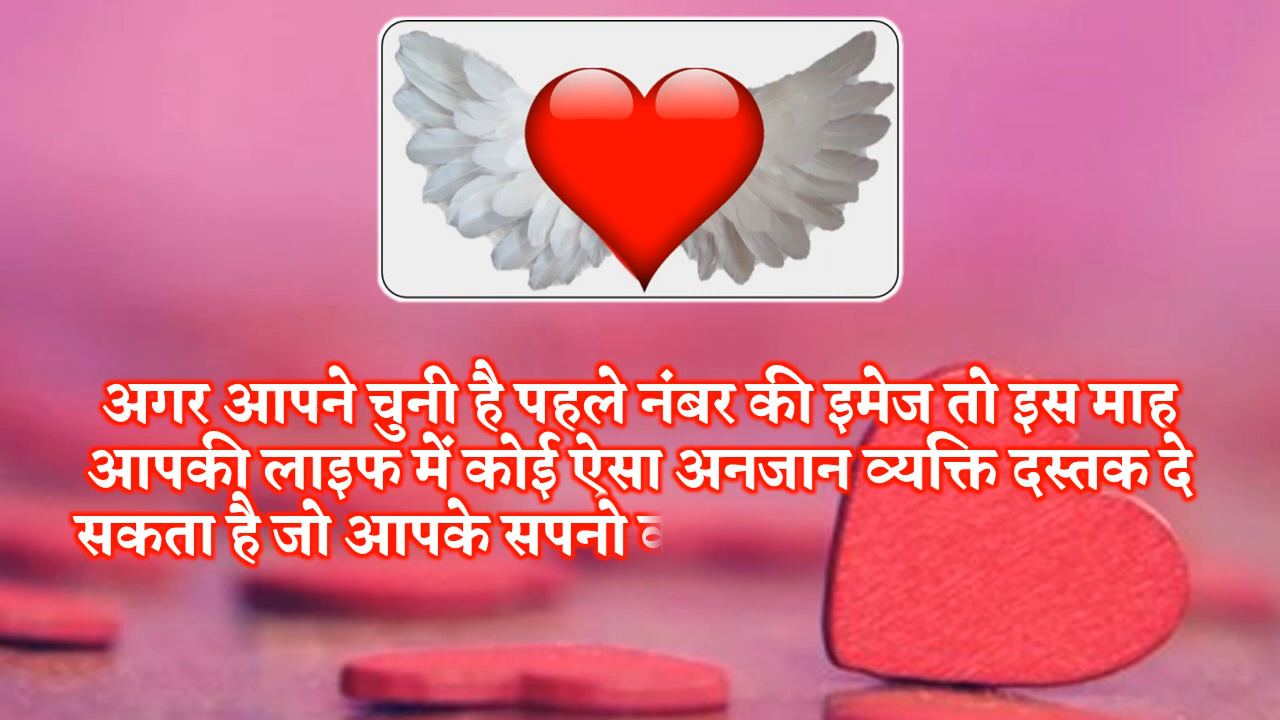 अगर आपने चुनी है पहले नंबर की इमेज तो इस माह
आपकी लाइफ में कोई ऐसा अनजान व्यक्ति दस्तक दे
सकता है जो आपके सपनो